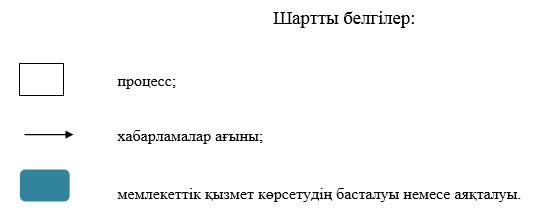 Шартты белгілер:
процесс;
хабарламалар ағыны;
мемлекеттік қызмет көрсетудің басталуы немесе аяқталуы.